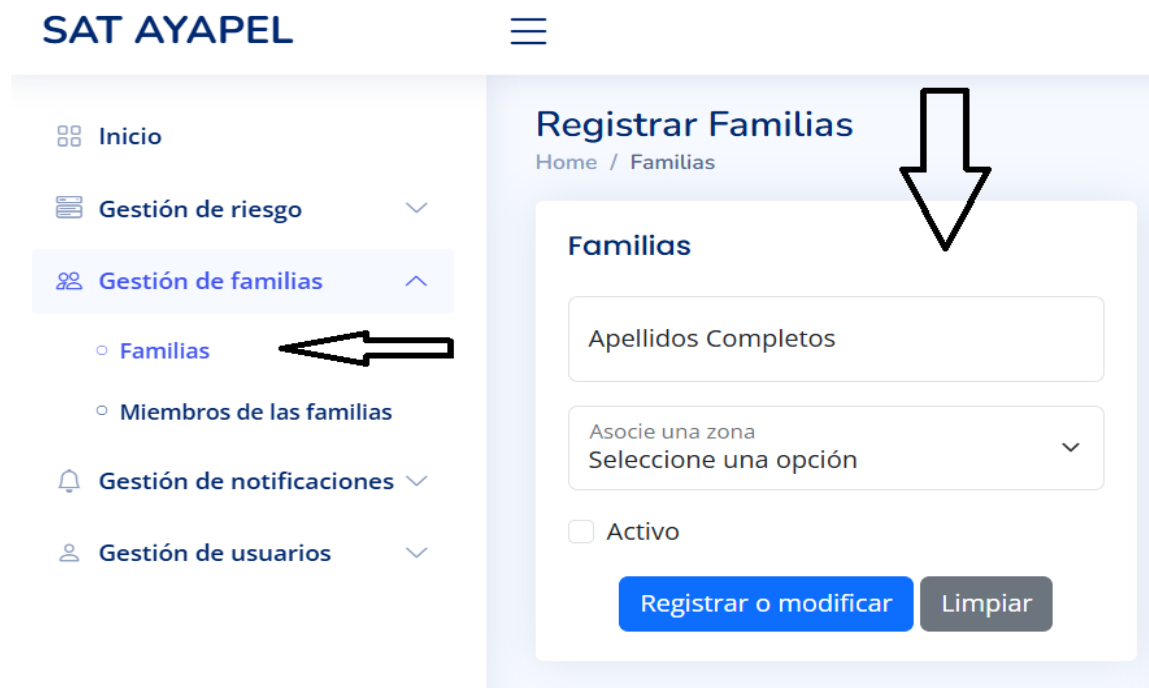 SAT AYAPEL
Inicio
Gestión de riesgo
Gestión de familias
Familias
Miembros de las familias
Gestión de notificaciones
Gestión de usuarios
Registrar Familias
Home / Familias
Familias
Apellidos Completos
Asocie una zona
Seleccione una opción
Activo
Registrar o modificar
Limpiar